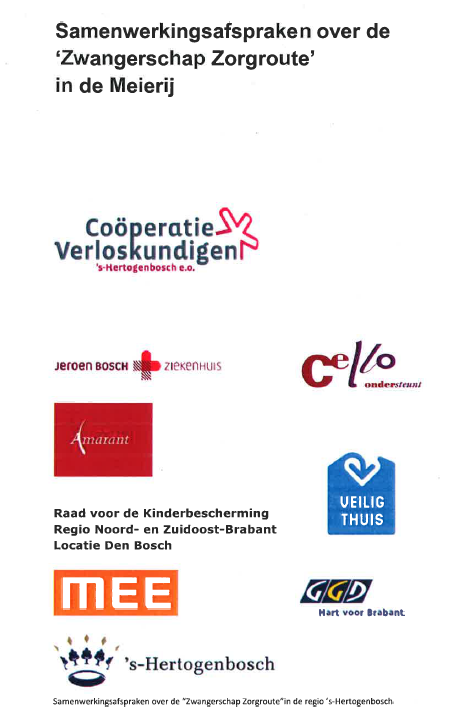 Samenwerkingsafspraken over de
‘Zwangerschap Zorgroute’
in de Meierij
Coöperatie
Verloskundigen
's-Hertogenbosch e.o.
JEROEN BOSCH ZIEKENHUIS
Cello
ondersteunt
Amarant
VEILIG
THUIS
Raad voor de Kinderbescherming
Regio Noord- en Zuidoost-Brabant
Locatie Den Bosch
MEE
GGD
Hart voor Brabant
's-Hertogenbosch
Samenwerkingsafspraken over de "Zwangerschap Zorgroute"in de regio 's-Hertogenbosch